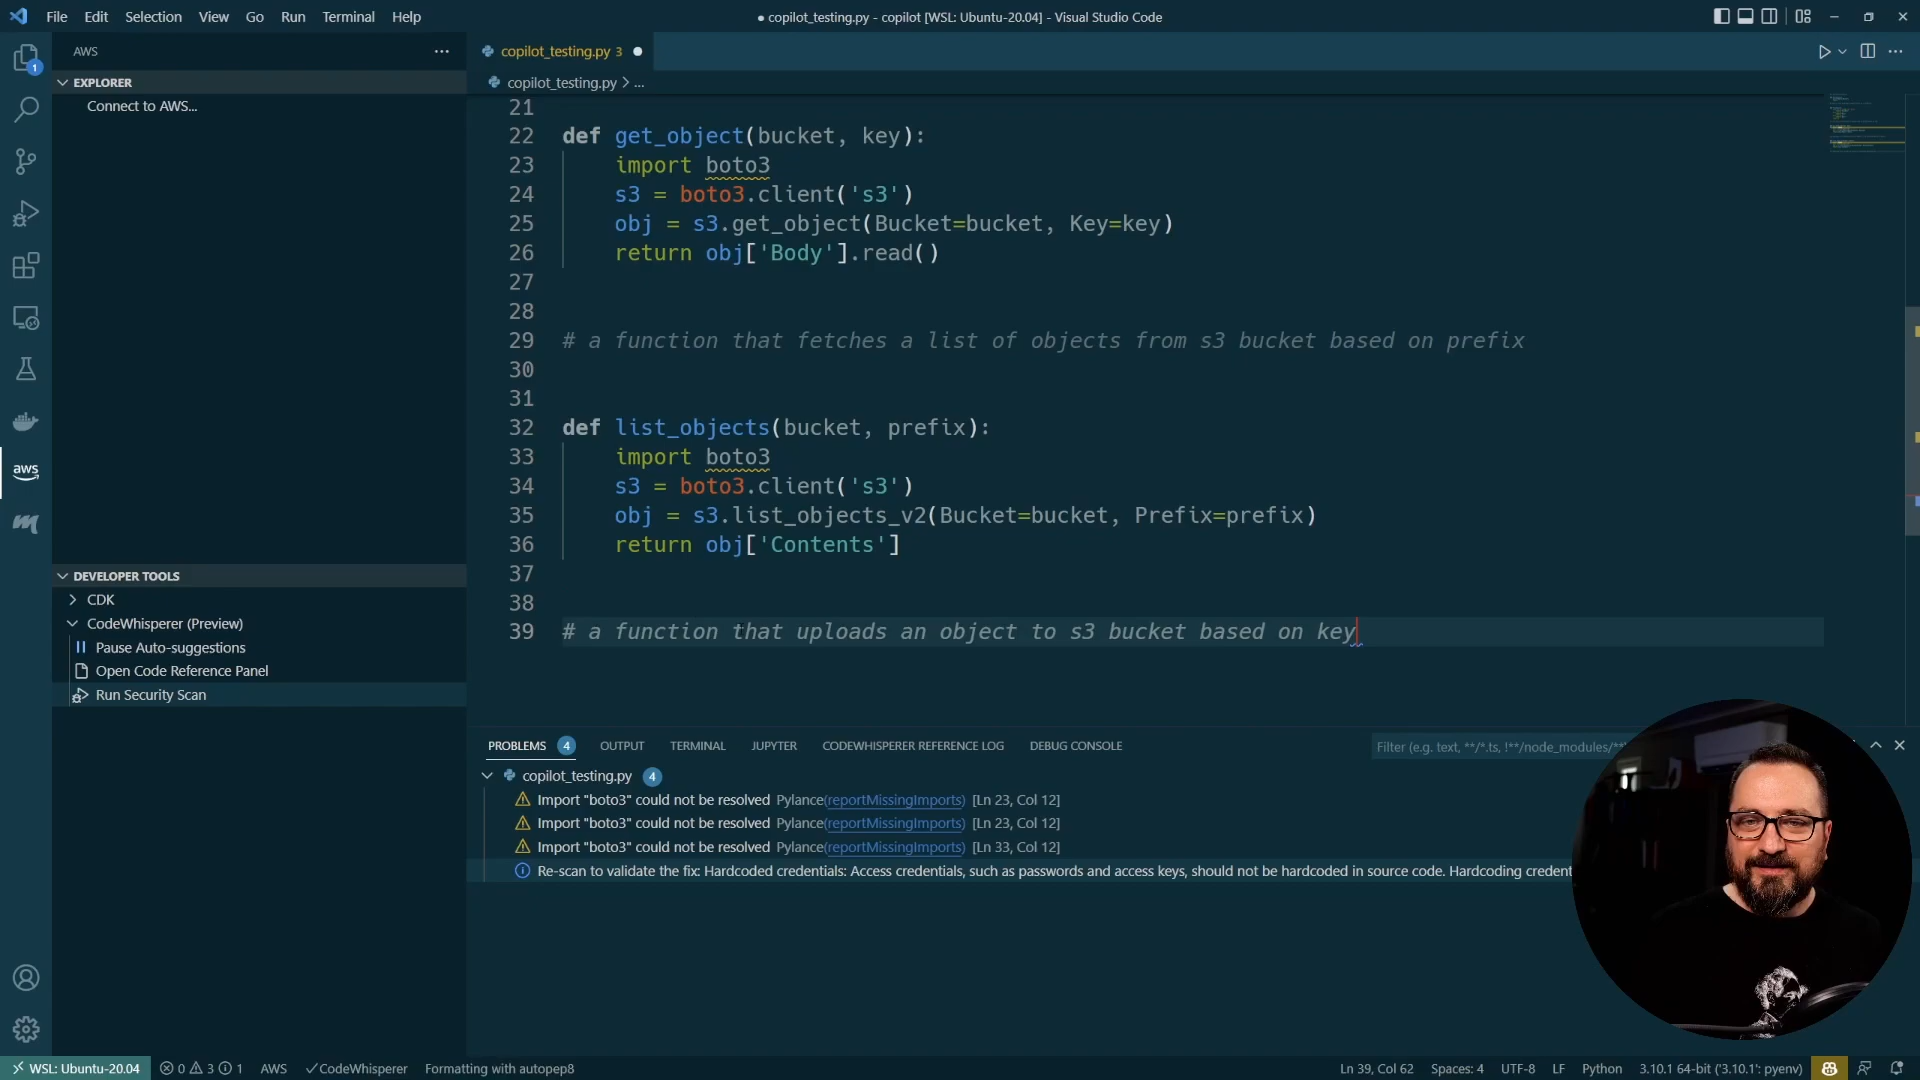 File Edit Selection View Go Run Terminal Help
● copilot_testing.py - copilot [WSL: Ubuntu-20.04] - Visual Studio Code
AWS
EXPLORER
Connect to AWS...
DEVELOPER TOOLS
CDK
CodeWhisperer (Preview)
Pause Auto-suggestions
Open Code Reference Panel
Run Security Scan
1
aws
copilot_testing.py 3
copilot_testing.py > ...
21
22 def get_object(bucket, key):
23 import boto3
24 s3 = boto3.client('s3')
25 obj = s3.get_object(Bucket=bucket, Key=key)
26 return obj['Body'].read()
27
28
29 # a function that fetches a list of objects from s3 bucket based on prefix
30
31
32 def list_objects(bucket, prefix):
33 import boto3
34 s3 = boto3.client('s3')
35 obj = s3.list_objects_v2(Bucket=bucket, Prefix=prefix)
36 return obj['Contents']
37
38
39 # a function that uploads an object to s3 bucket based on key
PROBLEMS 4 OUTPUT TERMINAL JUPYTER CODEWHISPERER REFERENCE LOG DEBUG CONSOLE Filter (e.g. text, **/*.ts, !**/node_modules/**
copilot_testing.py 4
Import "boto3" could not be resolved Pylance(reportMissingImports) [Ln 23, Col 12]
Import "boto3" could not be resolved Pylance(reportMissingImports) [Ln 23, Col 12]
Import "boto3" could not be resolved Pylance(reportMissingImports) [Ln 33, Col 12]
Re-scan to validate the fix: Hardcoded credentials: Access credentials, such as passwords and access keys, should not be hardcoded in source code. Hardcoding credent
WSL: Ubuntu-20.04 0 3 1 AWS ✓CodeWhisperer Formatting with autopep8 Ln 39, Col 62 Spaces: 4 UTF-8 LF Python 3.10.1 64-bit ('3.10.1': pyenv)